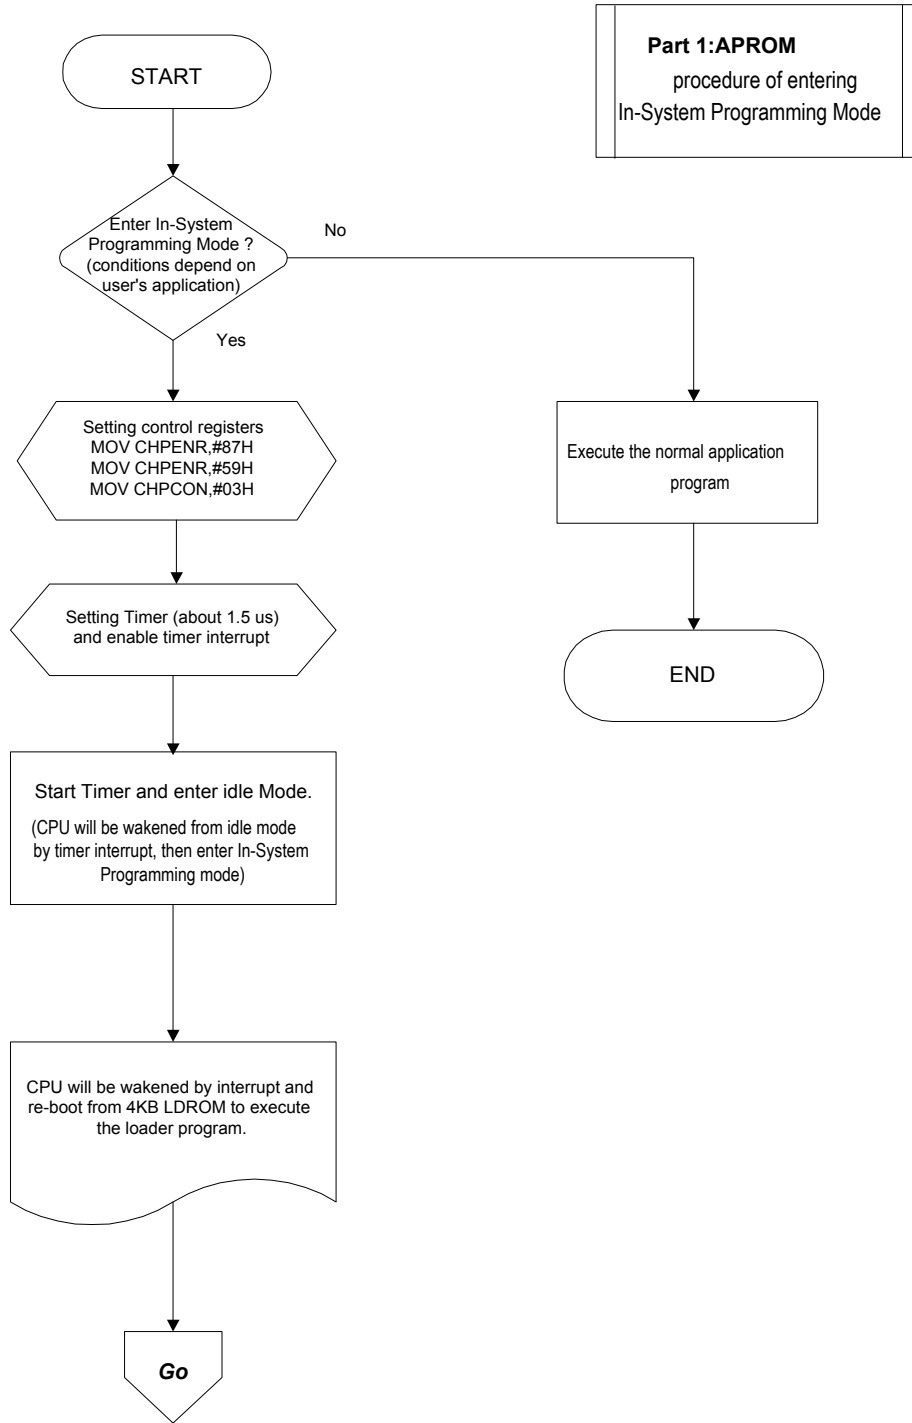 Part 1:APROM
procedure of entering
In-System Programming Mode
START
Enter In-System
Programming Mode ?
(conditions depend on
user's application)
No
Yes
Setting control registers
MOV CHPENR,#87H
MOV CHPENR,#59H
MOV CHPCON,#03H
Execute the normal application
program
Setting Timer (about 1.5 us)
and enable timer interrupt
END
Start Timer and enter idle Mode.
(CPU will be wakened from idle mode
by timer interrupt, then enter In-System
Programming mode)
CPU will be wakened by interrupt and
re-boot from 4KB LDROM to execute
the loader program.
Go